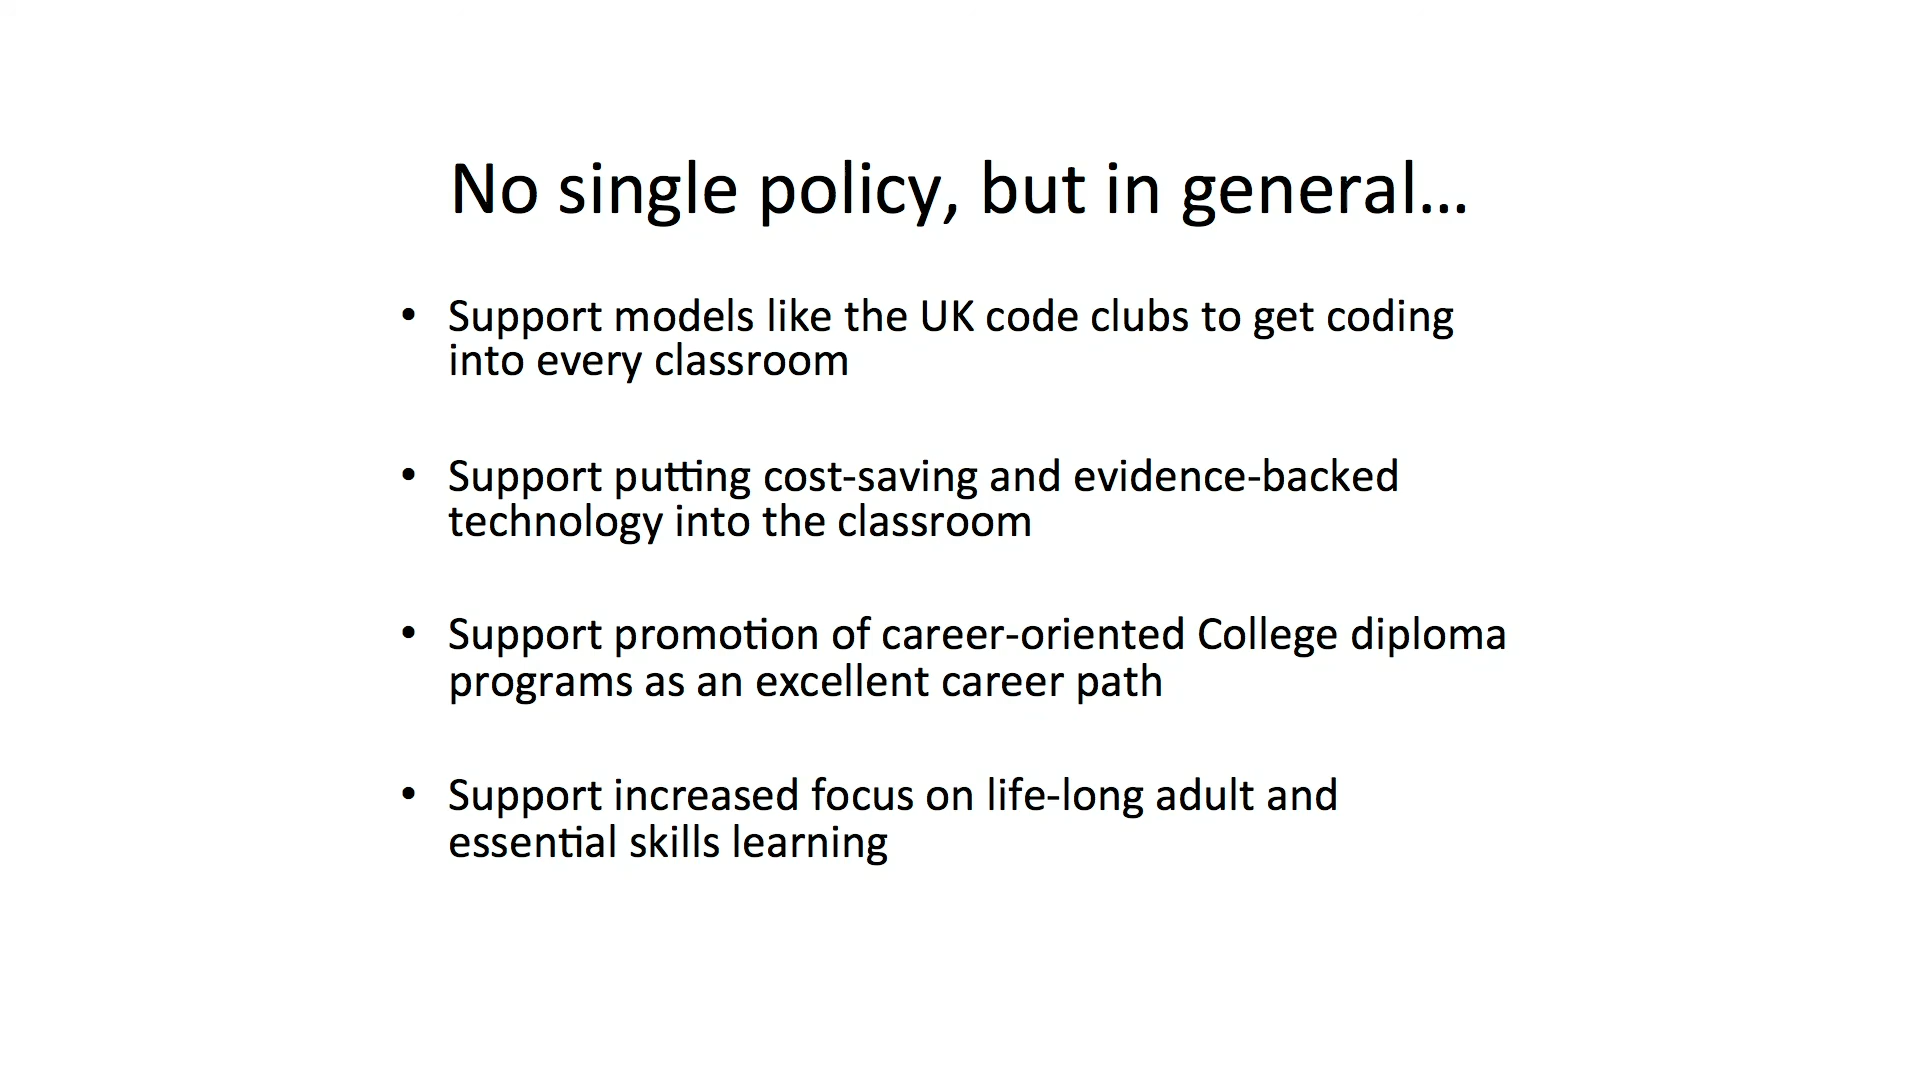 No single policy, but in general...
• Support models like the UK code clubs to get coding
into every classroom
• Support putting cost-saving and evidence-backed
technology into the classroom
• Support promotion of career-oriented College diploma
programs as an excellent career path
• Support increased focus on life-long adult and
essential skills learning